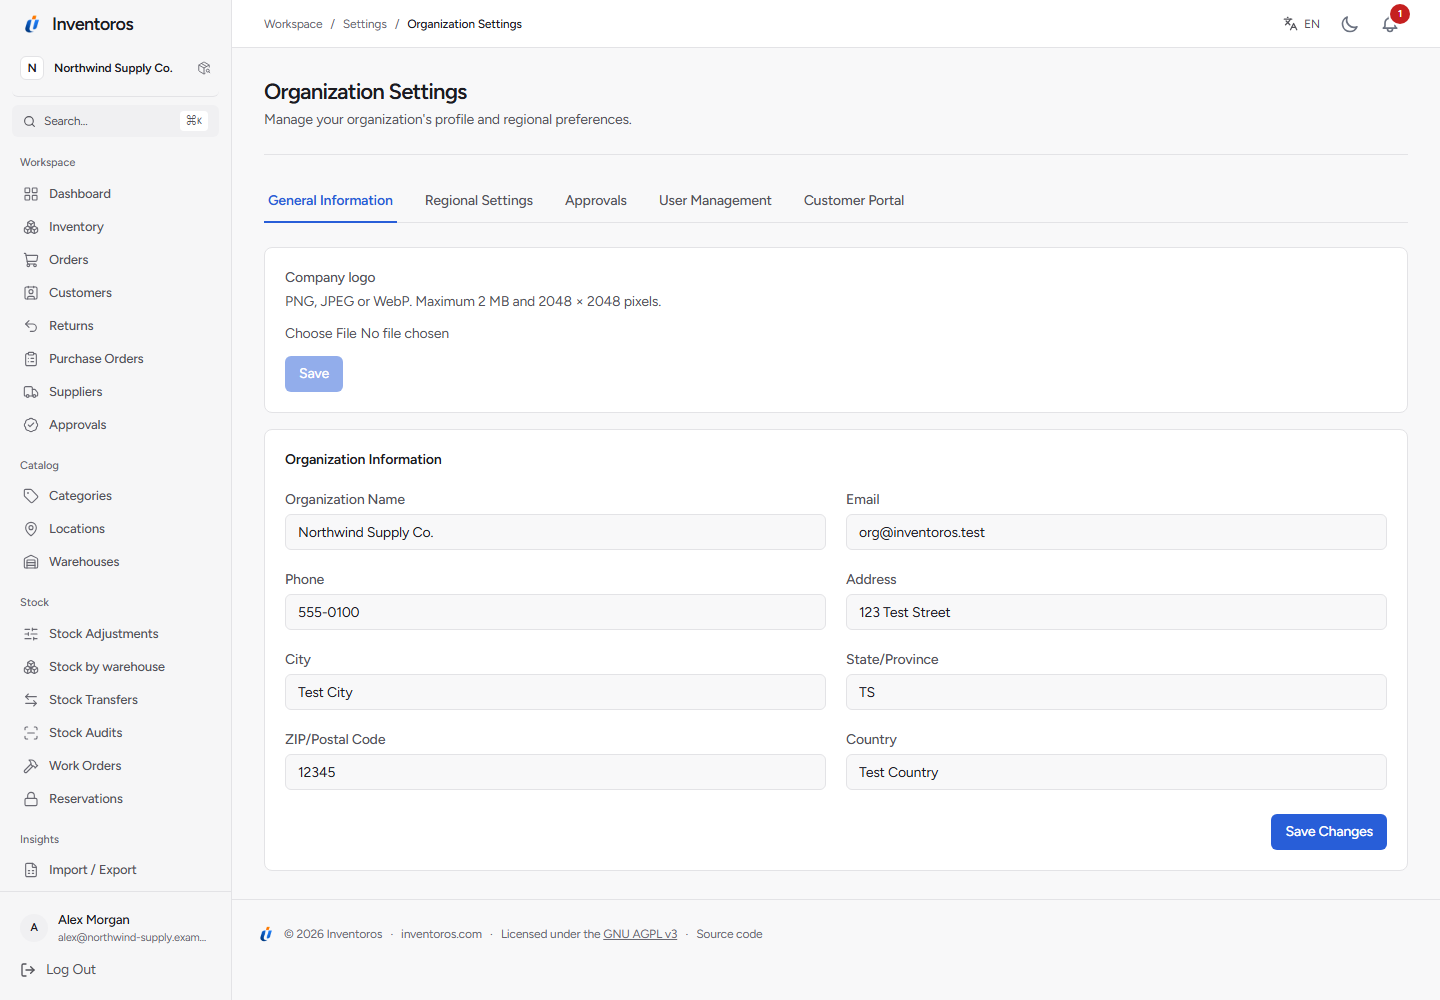 Inventoros
N Northwind Supply Co.
Search... ⌘K
Workspace
Dashboard
Inventory
Orders
Customers
Returns
Purchase Orders
Suppliers
Approvals
Catalog
Categories
Locations
Warehouses
Stock
Stock Adjustments
Stock by warehouse
Stock Transfers
Stock Audits
Work Orders
Reservations
Insights
Import / Export
A
Alex Morgan
alex@northwind-supply.exam...
Log Out
Workspace / Settings / Organization Settings
EN
1
Organization Settings
Manage your organization's profile and regional preferences.
General Information
Regional Settings
Approvals
User Management
Customer Portal
Company logo
PNG, JPEG or WebP. Maximum 2 MB and 2048 × 2048 pixels.
Choose File No file chosen
Save
Organization Information
Organization Name
Northwind Supply Co.
Email
org@inventoros.test
Phone
555-0100
Address
123 Test Street
City
Test City
State/Province
TS
ZIP/Postal Code
12345
Country
Test Country
Save Changes
© 2026 Inventoros · inventoros.com · Licensed under the GNU AGPL v3 · Source code